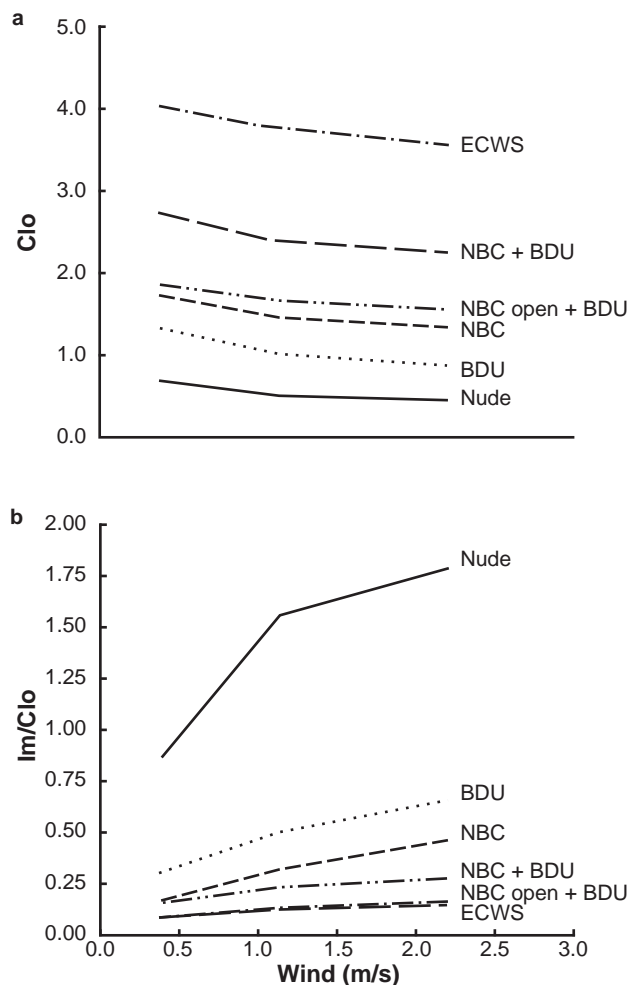 a
5.0
4.0
3.0
2.0
1.0
0.0
Clo
ECWS
NBC + BDU
NBC open + BDU
NBC
BDU
Nude
b
2.00
1.75
1.50
1.25
1.00
0.75
0.50
0.25
0.00
Im/Clo
Nude
BDU
NBC
NBC + BDU
NBC open + BDU
ECWS
0.0 0.5 1.0 1.5 2.0 2.5 3.0
Wind (m/s)